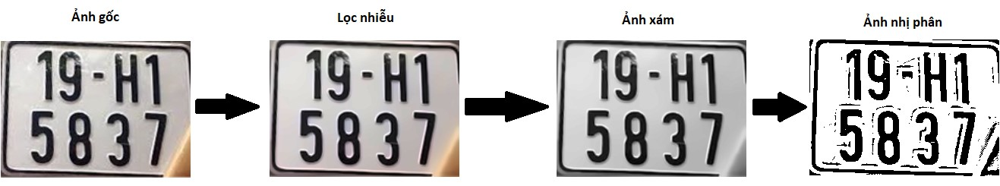 Ảnh gốc
Lọc nhiễu
Ảnh xám
Ảnh nhị phân
19-H1
5837
19-H1
5837
19-H1
5837
19-H1
5837